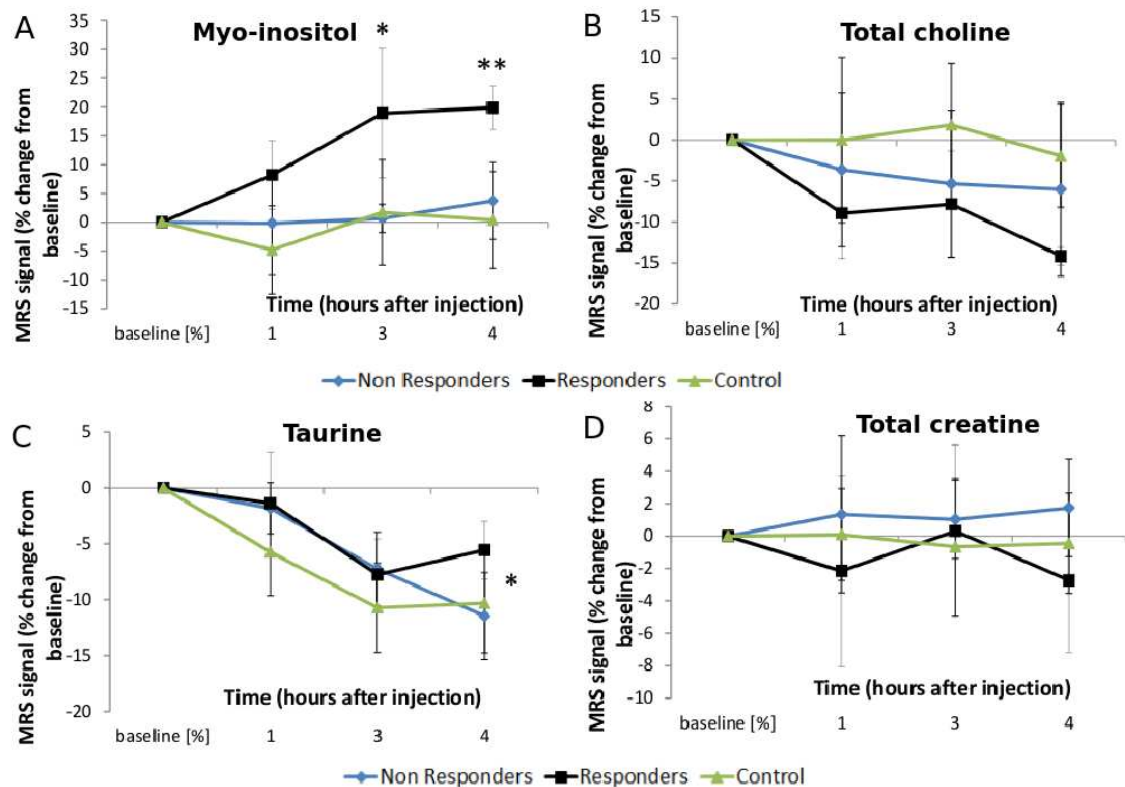 A
Myo-inositol
MRS signal (% change from baseline)
35
30
25
20
15
10
5
0
-5
-10
-15
*
**
Time (hours after injection)
baseline [%] 1 3 4
B
Total choline
MRS signal (% change from baseline)
15
10
5
0
-5
-10
-15
-20
Time (hours after injection)
baseline [%] 1 3 4
Non Responders Responders Control
C
Taurine
MRS signal (% change from baseline)
5
0
-5
-10
-15
-20
*
Time (hours after injection)
baseline [%] 1 3 4
D
Total creatine
MRS signal (% change from baseline)
8
6
4
2
0
-2
-4
-6
-8
-10
Time (hours after injection)
baseline [%] 1 3 4
Non Responders Responders Control